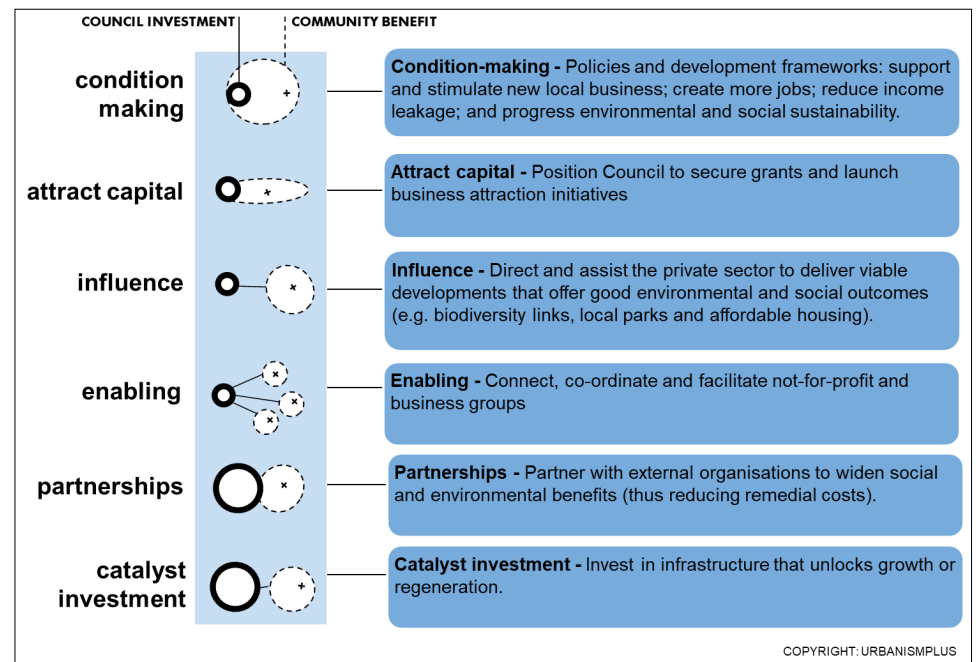 COUNCIL INVESTMENT
COMMUNITY BENEFIT
condition
making
Condition-making - Policies and development frameworks: support
and stimulate new local business; create more jobs; reduce income
leakage; and progress environmental and social sustainability.
attract capital
Attract capital - Position Council to secure grants and launch
business attraction initiatives
influence
Influence - Direct and assist the private sector to deliver viable
developments that offer good environmental and social outcomes
(e.g. biodiversity links, local parks and affordable housing).
enabling
Enabling - Connect, co-ordinate and facilitate not-for-profit and
business groups
partnerships
Partnerships - Partner with external organisations to widen social
and environmental benefits (thus reducing remedial costs).
catalyst
investment
Catalyst investment - Invest in infrastructure that unlocks growth or
regeneration.
COPYRIGHT: URBANISMPLUS